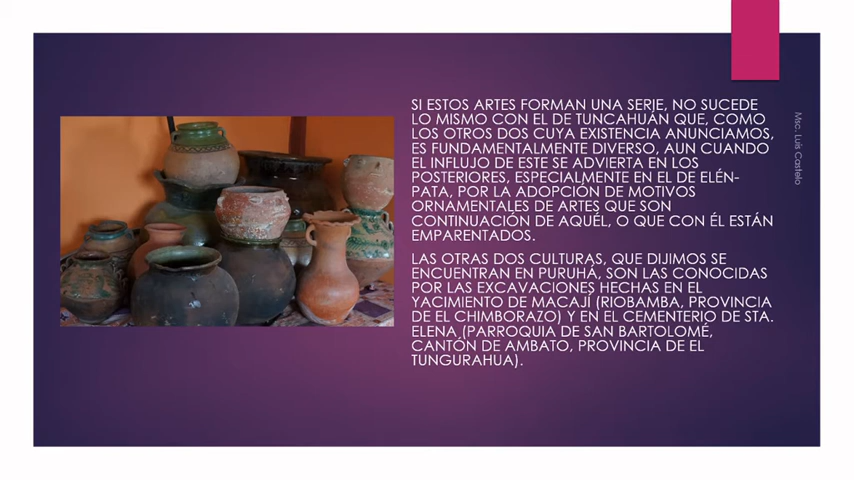 SI ESTOS ARTES FORMAN UNA SERIE, NO SUCEDE
LO MISMO CON EL DE TUNCAHUÁN QUE, COMO
LOS OTROS DOS CUYA EXISTENCIA ANUNCIAMOS,
ES FUNDAMENTALMENTE DIVERSO, AUN CUANDO
EL INFLUJO DE ESTE SE ADVIERTA EN LOS
POSTERIORES, ESPECIALMENTE EN EL DE ELÉN-
PATA, POR LA ADOPCIÓN DE MOTIVOS
ORNAMENTALES DE ARTES QUE SON
CONTINUACIÓN DE AQUÉL, O QUE CON ÉL ESTÁN
EMPARENTADOS.
LAS OTRAS DOS CULTURAS, QUE DIJIMOS SE
ENCUENTRAN EN PURUHÁ, SON LAS CONOCIDAS
POR LAS EXCAVACIONES HECHAS EN EL
YACIMIENTO DE MACAJÍ (RIOBAMBA, PROVINCIA
DE EL CHIMBORAZO) Y EN EL CEMENTERIO DE STA.
ELENA (PARROQUIA DE SAN BARTOLOMÉ,
CANTÓN DE AMBATO, PROVINCIA DE EL
TUNGURAHUA).
Msc. Luis Castelo